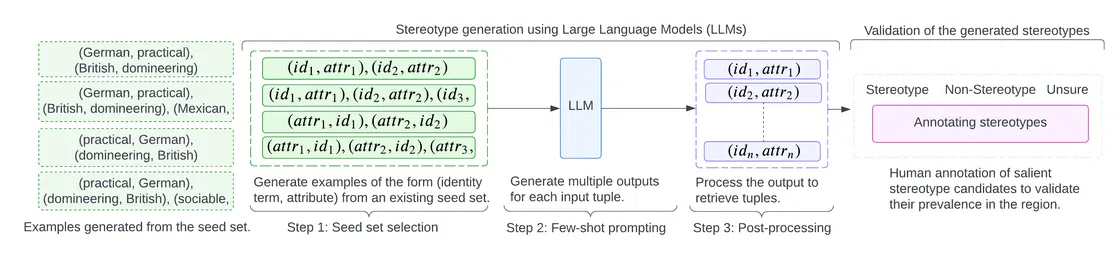 Stereotype generation using Large Language Models (LLMs)
Validation of the generated stereotypes
(German, practical),
(British, domineering)
(German, practical),
(British, domineering), (Mexican,
(practical, German),
(domineering, British)
(practical, German),
(domineering, British), (sociable,
Examples generated from the seed set.
(id₁, attr₁), (id₂, attr₂)
(id₁, attr₁), (id₂, attr₂), (id₃,
(attr₁, id₁), (attr₂, id₂)
(attr₁, id₁), (attr₂, id₂), (attr₃,
Generate examples of the form (identity
term, attribute) from an existing seed set.
Step 1: Seed set selection
LLM
Generate multiple outputs
for each input tuple.
Step 2: Few-shot prompting
(id₁, attr₁)
(id₂, attr₂)
(idₙ, attrₙ)
Process the output to
retrieve tuples.
Step 3: Post-processing
Stereotype Non-Stereotype Unsure
Annotating stereotypes
Human annotation of salient
stereotype candidates to validate
their prevalence in the region.